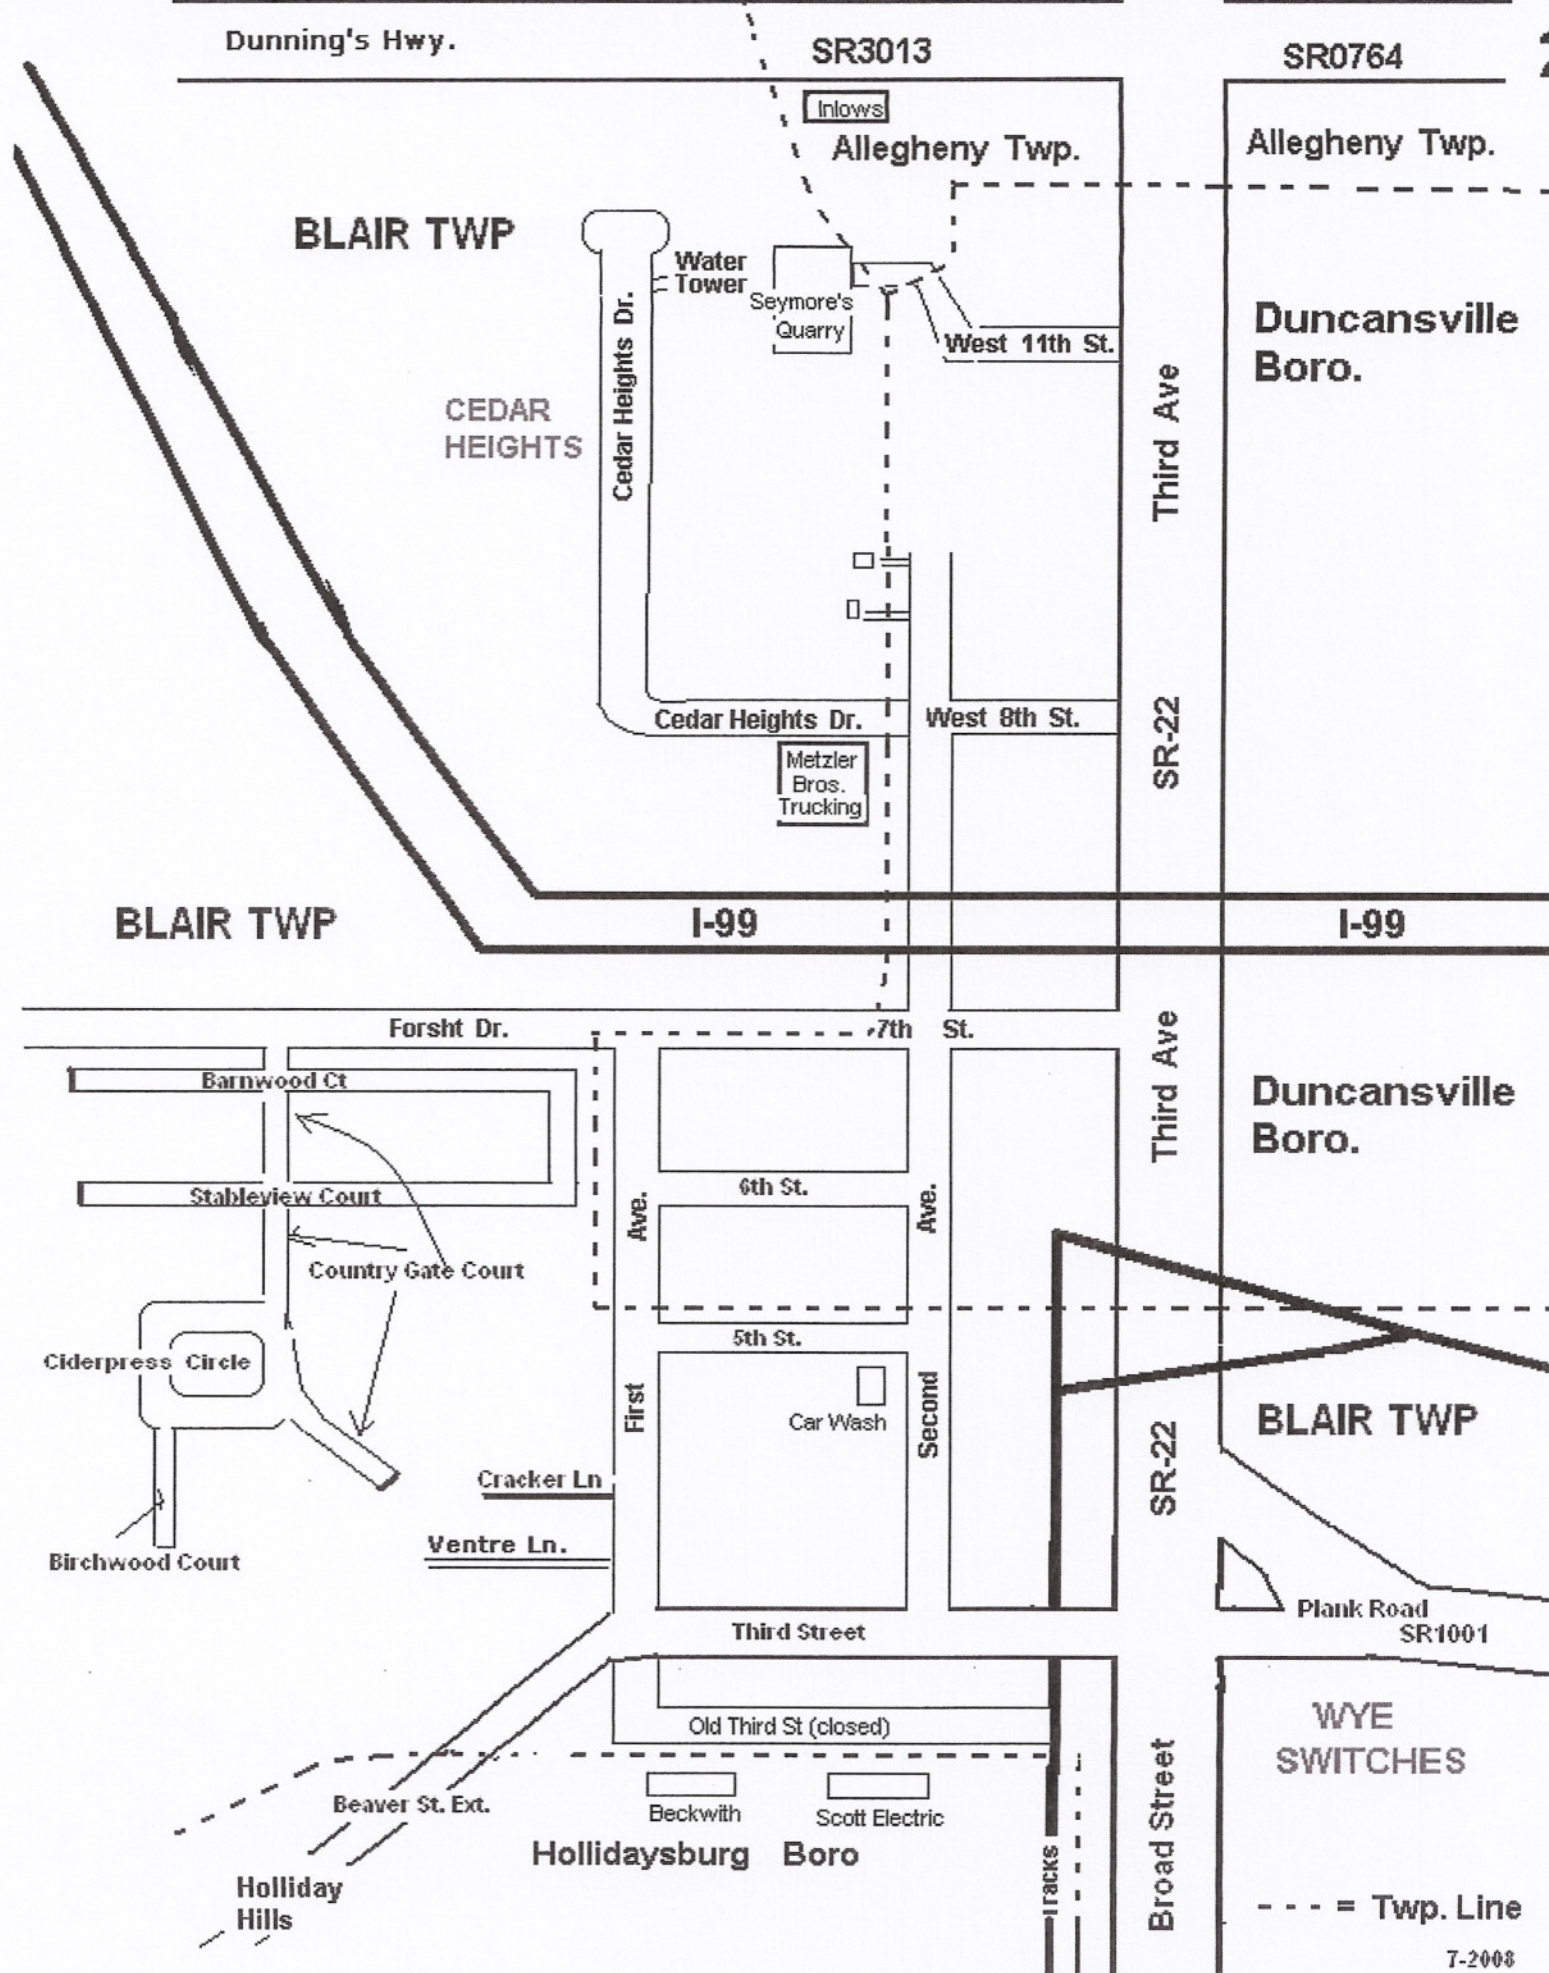 Dunning's Hwy.
SR3013
SR0764
Inlows
Allegheny Twp.
Allegheny Twp.
BLAIR TWP
Water
Tower
Seymore's
Quarry
Cedar Heights Dr.
West 11th St.
Duncansville
Boro.
CEDAR
HEIGHTS
Third Ave
Cedar Heights Dr.
West 8th St.
SR-22
Metzler
Bros.
Trucking
BLAIR TWP
I-99
I-99
Forsht Dr.
7th St.
Third Ave
Barnwood Ct
Duncansville
Boro.
Stableview Court
6th St.
Ave.
Ave.
Country Gate Court
5th St.
Ciderpress Circle
First
Second
Car Wash
BLAIR TWP
SR-22
Cracker Ln
Ventre Ln.
Birchwood Court
Third Street
Plank Road
SR1001
Old Third St (closed)
WYE
SWITCHES
Beaver St. Ext.
Beckwith
Scott Electric
Hollidaysburg Boro
Tracks
Broad Street
Holliday
Hills
- - - = Twp. Line
7-2008